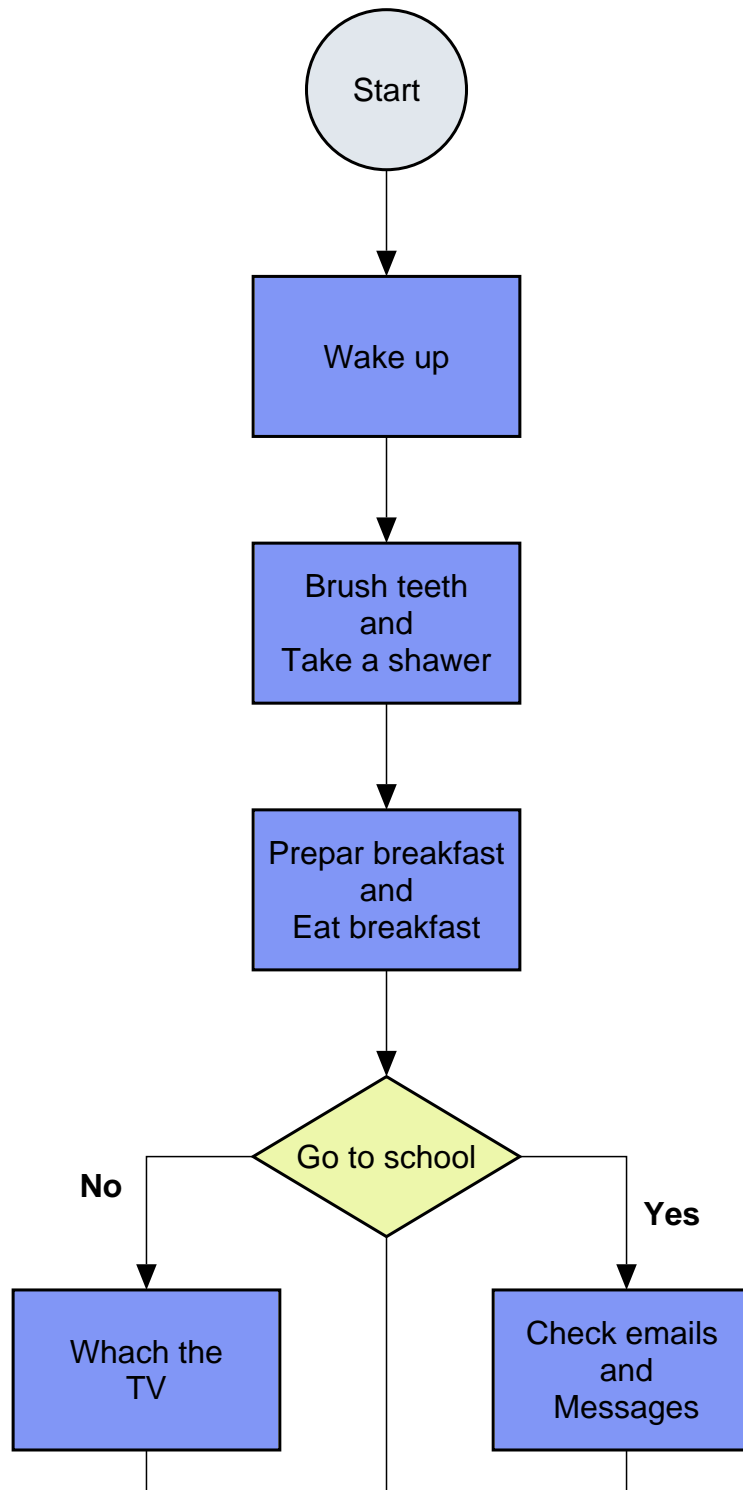 Start
Wake up
Brush teeth
and
Take a shawer
Prepar breakfast
and
Eat breakfast
Go to school
No
Yes
Whach the
TV
Check emails
and
Messages